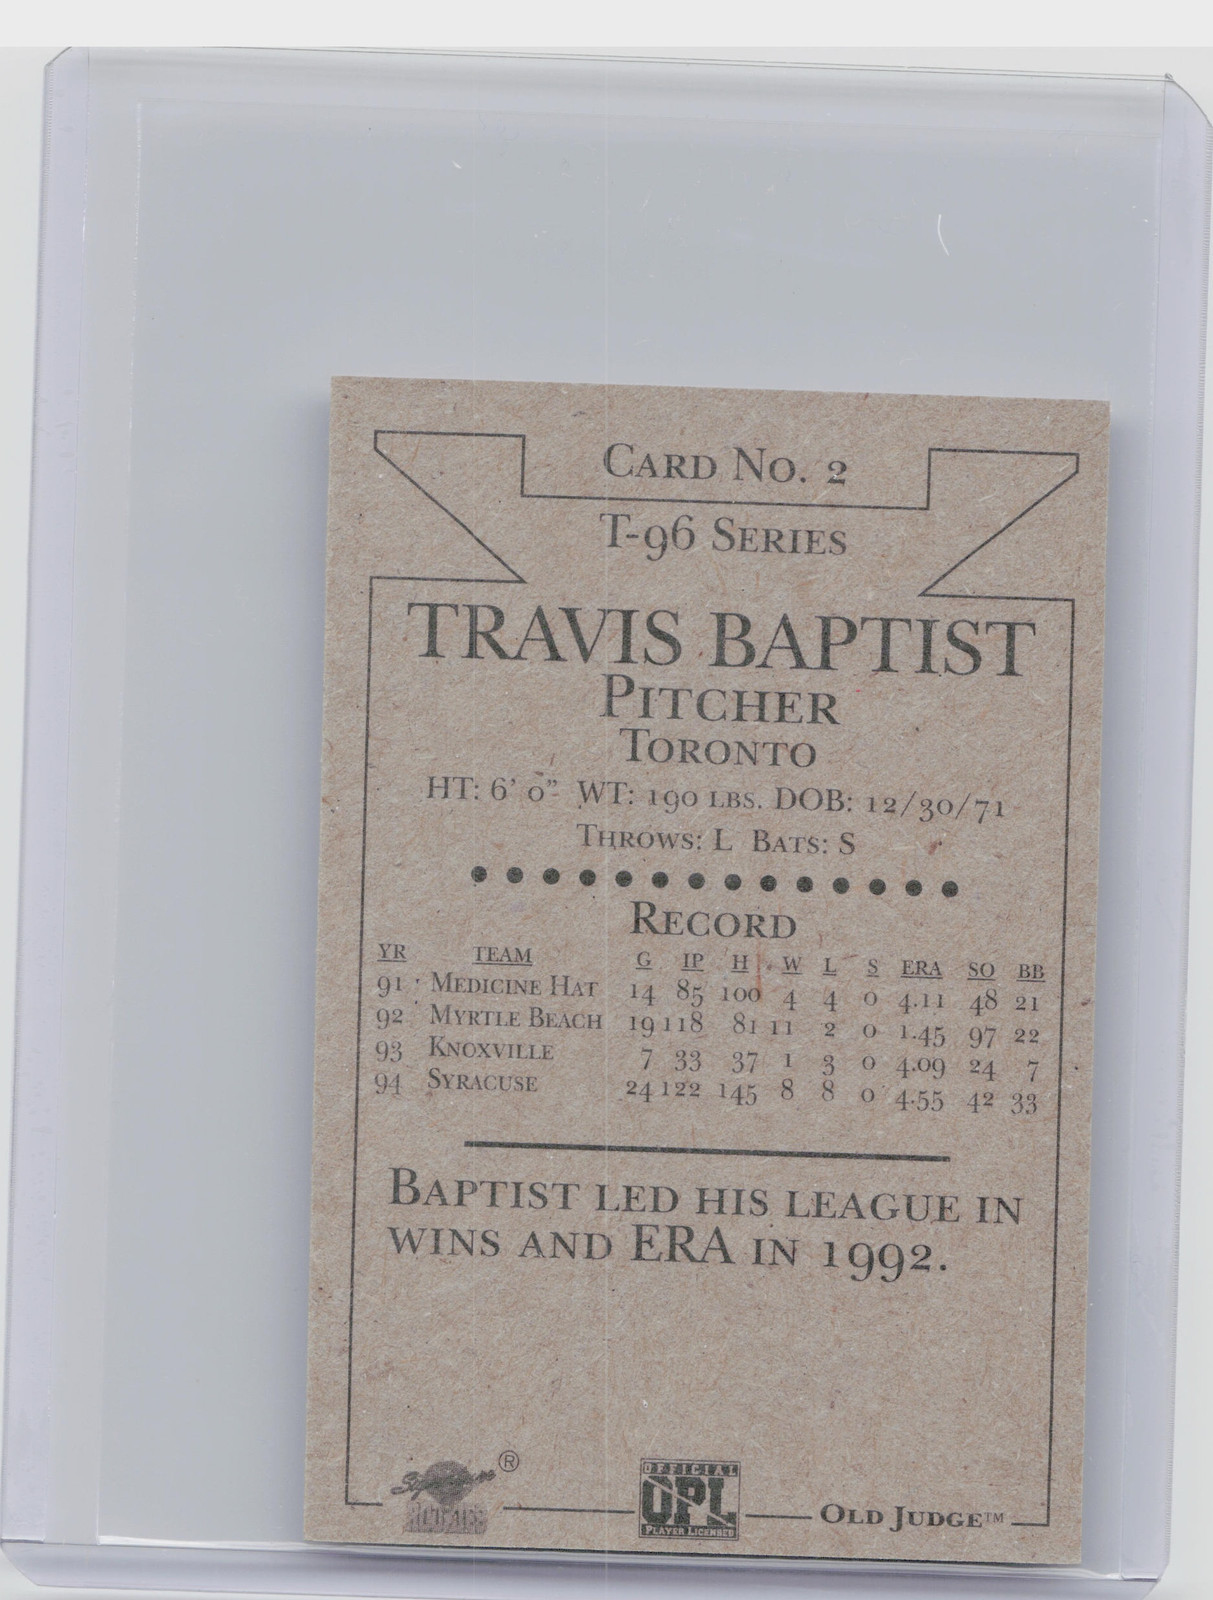 Card No. 2
T-96 Series
TRAVIS BAPTIST
Pitcher
Toronto
HT: 6' 0" WT: 190 LBS. DOB: 12/30/71
Throws: L Bats: S
Record
YR TEAM G IP H W L S ERA SO BB
91 Medicine Hat 14 85 100 4 4 0 4.11 48 21
92 Myrtle Beach 19 118 81 11 2 0 1.45 97 22
93 Knoxville 7 33 37 1 3 0 4.09 24 7
94 Syracuse 24 122 145 8 8 0 4.55 42 33
Baptist led his league in
wins and ERA in 1992.
Signature ®
Rookies
OFFICIAL
OPL
Player Licensed
Old Judge™